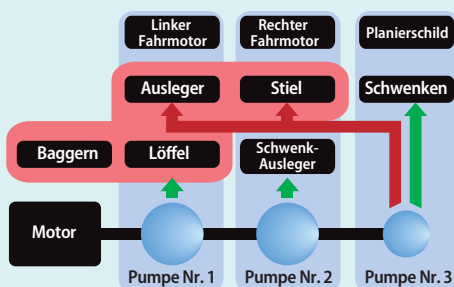 Linker
Fahrmotor
Rechter
Fahrmotor
Planierschild
Ausleger
Stiel
Schwenken
Baggern
Löffel
Schwenk-
Ausleger
Motor
Pumpe Nr. 1
Pumpe Nr. 2
Pumpe Nr. 3